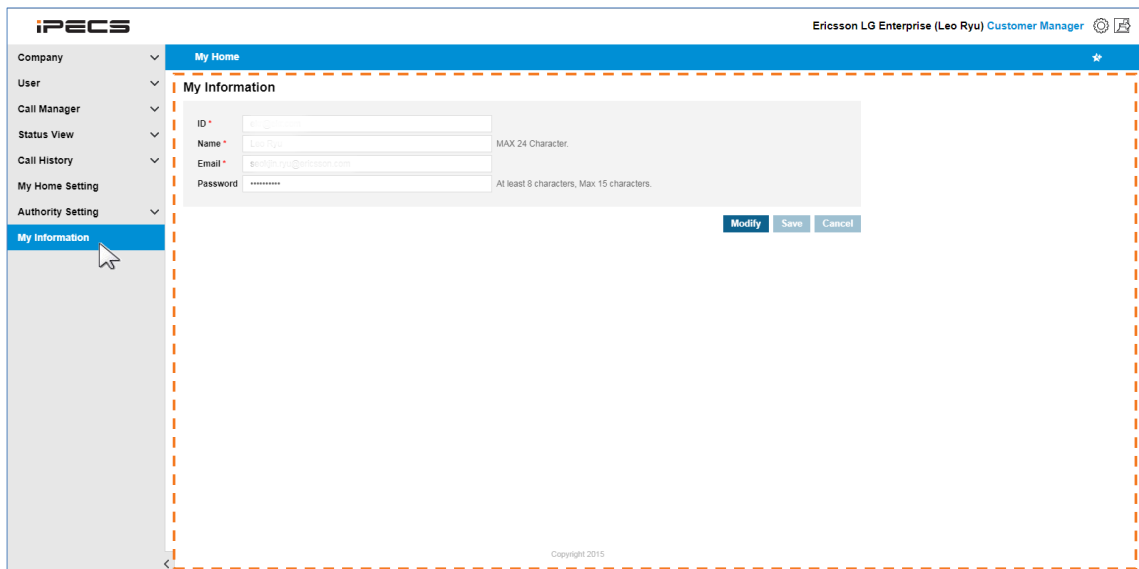 iPECS
Ericsson LG Enterprise (Leo Ryu) Customer Manager
Company
User
Call Manager
Status View
Call History
My Home Setting
Authority Setting
My Information
My Home
My Information
ID *
Name * Leo Ryu MAX 24 Character.
Email *
Password •••••••••• At least 8 characters, Max 15 characters.
Modify Save Cancel
Copyright 2015